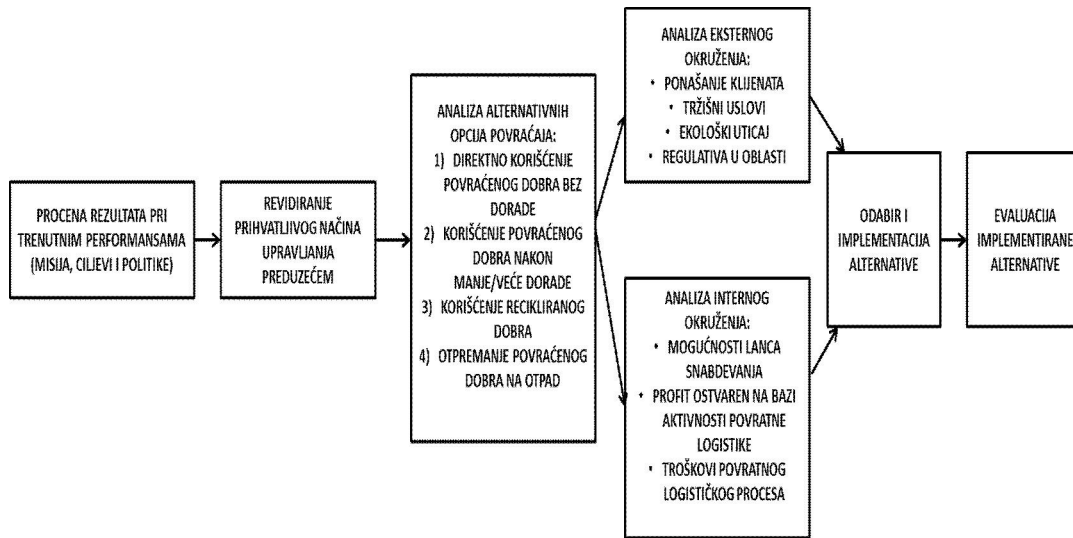 PROCENA REZULTATA PRI
TRENUTNIM PERFORMANSAMA
(MISIJA, CILJEVI I POLITIKE)
REVIDIRANJE
PRIHVATLJIVOG NAČINA
UPRAVLJANJA
PREDUZEĆEM
ANALIZA ALTERNATIVNIH
OPCIJA POVRAĆAJA:
1) DIREKTNO KORIŠĆENJE
POVRAĆENOG DOBRA BEZ
DORADE
2) KORIŠĆENJE POVRAĆENOG
DOBRA NAKON
MANJE/VEĆE DORADE
3) KORIŠĆENJE RECIKLIRANOG
DOBRA
4) OTPREMANJE POVRAĆENOG
DOBRA NA OTPAD
ANALIZA EKSTERNOG
OKRUŽENJA:
• PONAŠANJE KLIJENATA
• TRŽIŠNI USLOVI
• EKOLOŠKI UTICAJ
• REGULATIVA U OBLASTI
ANALIZA INTERNOG
OKRUŽENJA:
• MOGUĆNOSTI LANCA
SNABDEVANJA
• PROFIT OSTVAREN NA BAZI
AKTIVNOSTI POVRATNE
LOGISTIKE
• TROŠKOVI POVRATNOG
LOGISTIČKOG PROCESA
ODABIR I
IMPLEMENTACIJA
ALTERNATIVE
EVALUACIJA
IMPLEMENTIRANE
ALTERNATIVE